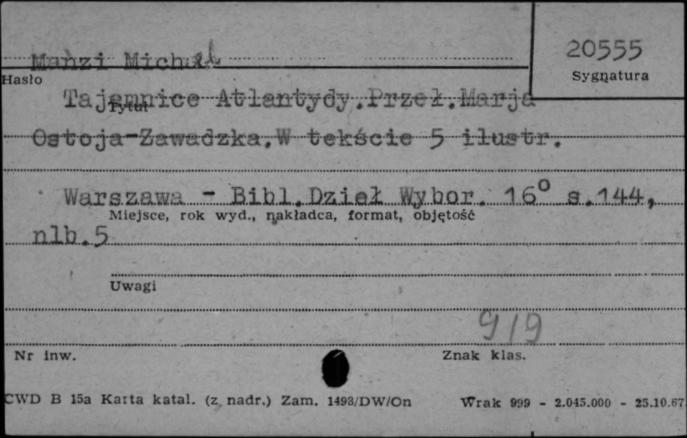 Manzi Michał
20555
Hasło
Sygnatura
Tajemnice Atlantydy.Przeł.Marja
Tytuł
Ostoja-Zawadzka.W tekście 5 ilustr.
Warszawa - Bibl.Dzieł Wybor. 16° s.144,
Miejsce, rok wyd., nakładca, format, objętość
nlb.5
Uwagi
919
Nr inw.
Znak klas.
CWD B 15a Karta katal. (z nadr.) Zam. 1493/DW/On
Wrak 999 - 2.045.000 - 25.10.67